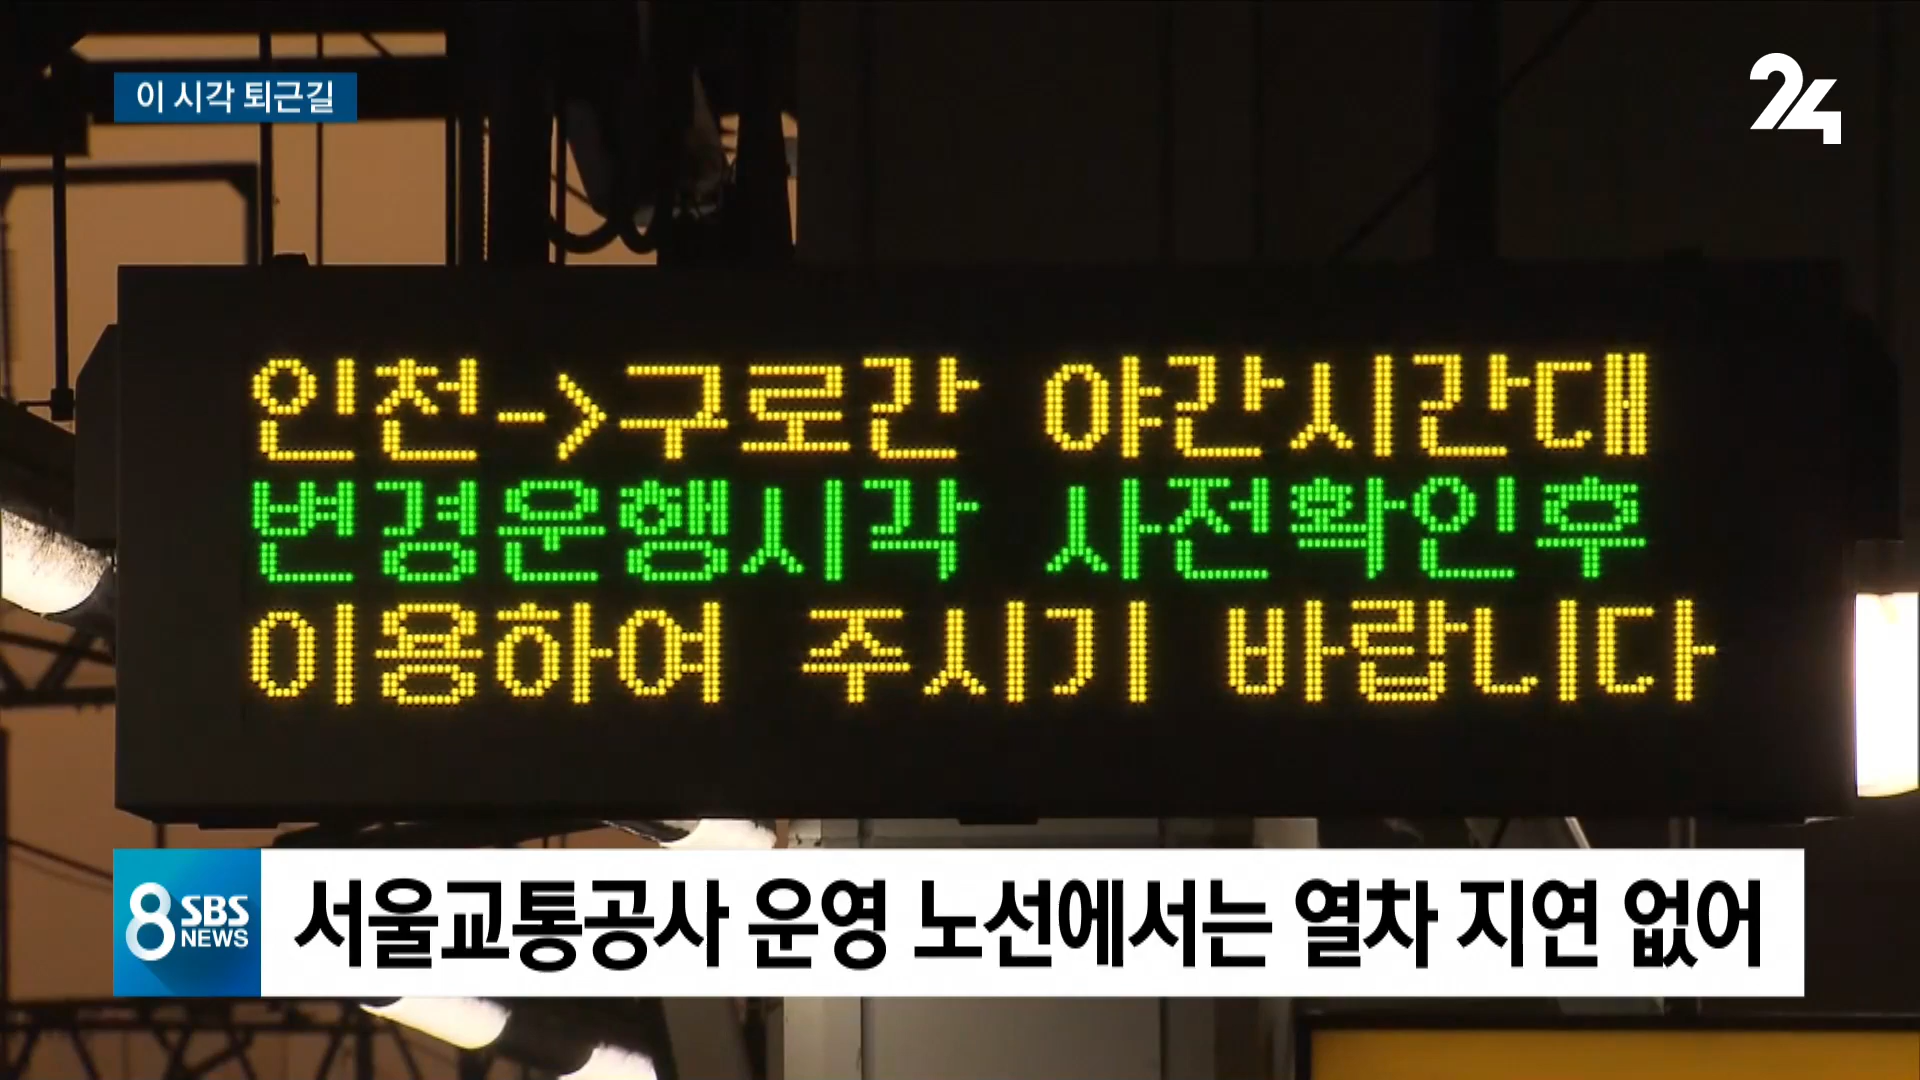 이 시각 퇴근길
24
인천->구로간 야간시간대
변경운행시각 사전확인후
이용하여 주시기 바랍니다
8 SBS NEWS
서울교통공사 운영 노선에서는 열차 지연 없어